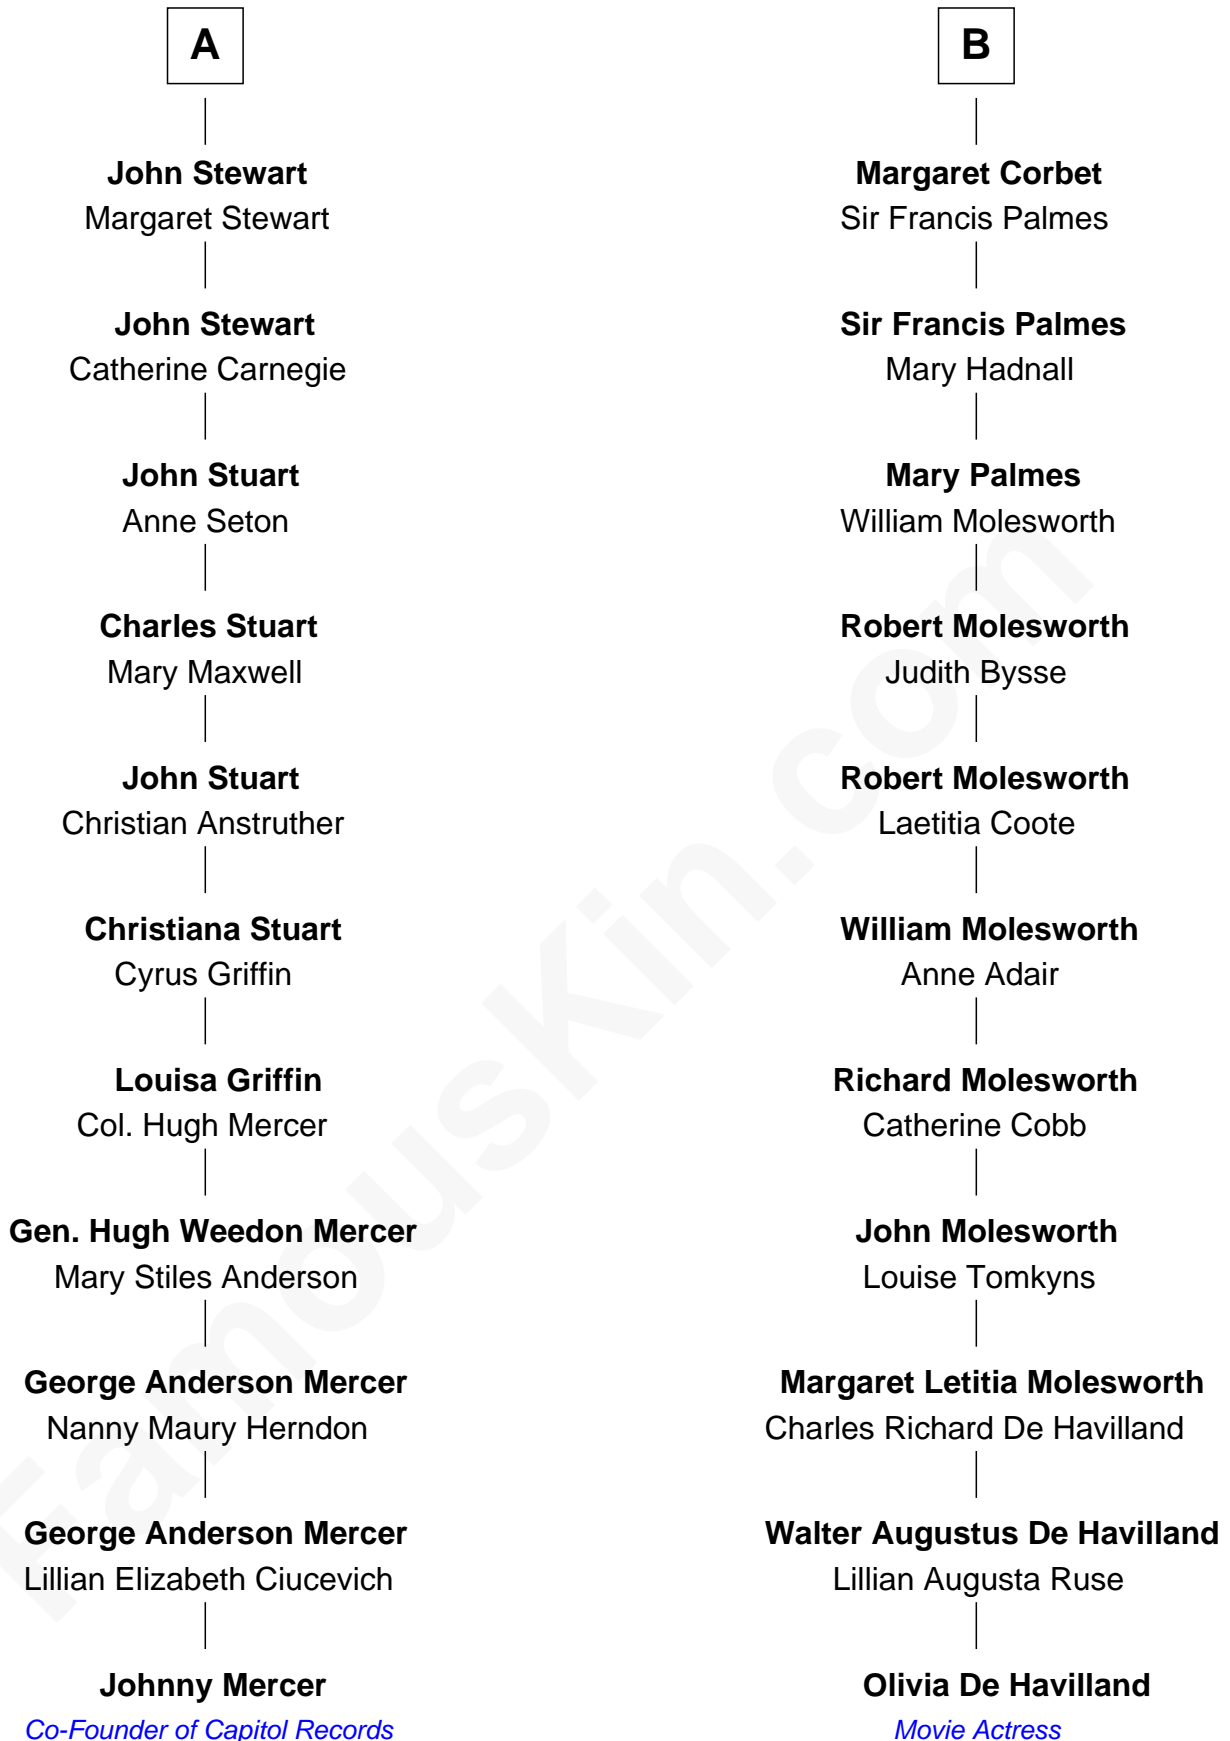 A
John Stewart
Margaret Stewart
John Stewart
Catherine Carnegie
John Stuart
Anne Seton
Charles Stuart
Mary Maxwell
John Stuart
Christian Anstruther
Christiana Stuart
Cyrus Griffin
Louisa Griffin
Col. Hugh Mercer
Gen. Hugh Weedon Mercer
Mary Stiles Anderson
George Anderson Mercer
Nanny Maury Herndon
George Anderson Mercer
Lillian Elizabeth Ciucevich
Johnny Mercer
Co-Founder of Capitol Records
B
Margaret Corbet
Sir Francis Palmes
Sir Francis Palmes
Mary Hadnall
Mary Palmes
William Molesworth
Robert Molesworth
Judith Bysse
Robert Molesworth
Laetitia Coote
William Molesworth
Anne Adair
Richard Molesworth
Catherine Cobb
John Molesworth
Louise Tomkyns
Margaret Letitia Molesworth
Charles Richard De Havilland
Walter Augustus De Havilland
Lillian Augusta Ruse
Olivia De Havilland
Movie Actress
FamousKin.com